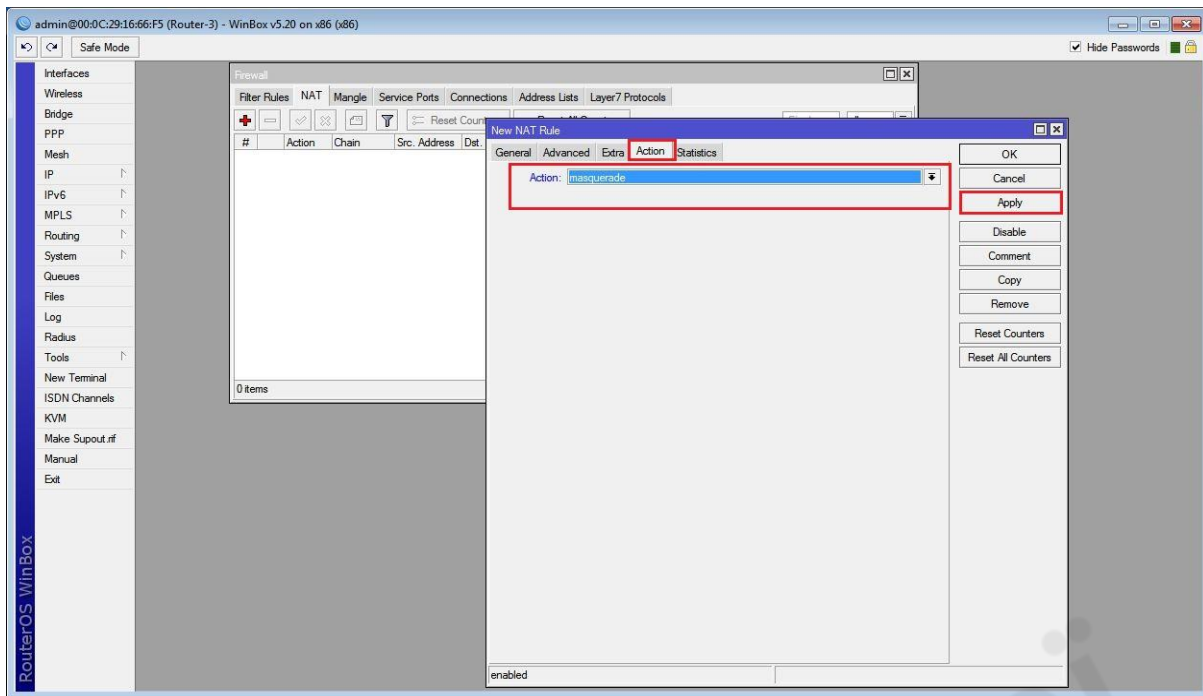 admin@00:0C:29:16:66:F5 (Router-3) - WinBox v5.20 on x86 (x86)
Safe Mode
Hide Passwords
Interfaces
Wireless
Bridge
PPP
Mesh
IP
IPv6
MPLS
Routing
System
Queues
Files
Log
Radius
Tools
New Terminal
ISDN Channels
KVM
Make Supout.rif
Manual
Exit
RouterOS WinBox
Firewall
Filter Rules NAT Mangle Service Ports Connections Address Lists Layer7 Protocols
Reset Coun
# Action Chain Src. Address Dst.
0 items
New NAT Rule
General Advanced Extra Action Statistics
Action: masquerade
OK
Cancel
Apply
Disable
Comment
Copy
Remove
Reset Counters
Reset All Counters
enabled